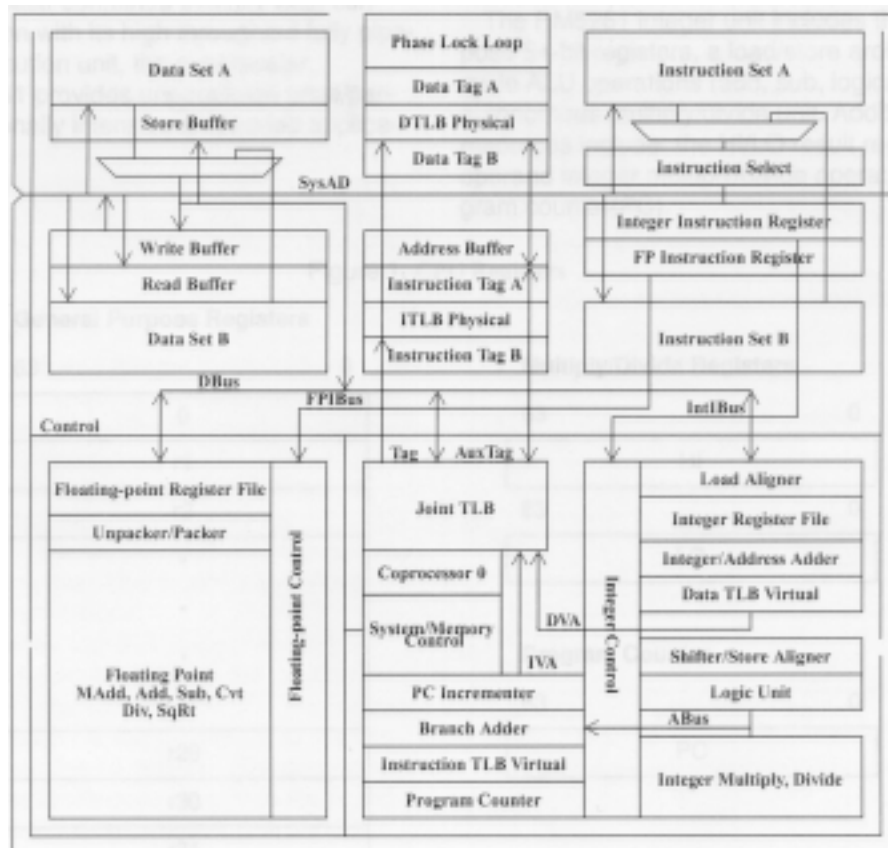 Data Set A
Store Buffer
Phase Lock Loop
Data Tag A
DTLB Physical
Data Tag B
Instruction Set A
Instruction Select
SysAD
Integer Instruction Register
FP Instruction Register
Write Buffer
Read Buffer
Data Set B
Address Buffer
Instruction Tag A
ITLB Physical
Instruction Tag B
Instruction Set B
DBus
FPIBus
IntIBus
Control
Tag
AuxTag
Floating-point Register File
Unpacker/Packer
Floating Point
MAdd, Add, Sub, Cvt
Div, SqRt
Floating-point Control
Joint TLB
Coprocessor 0
System/Memory
Control
DVA
IVA
PC Incrementer
Branch Adder
Instruction TLB Virtual
Program Counter
Integer Control
Load Aligner
Integer Register File
Integer/Address Adder
Data TLB Virtual
Shifter/Store Aligner
Logic Unit
ABus
Integer Multiply, Divide
General Purpose Registers